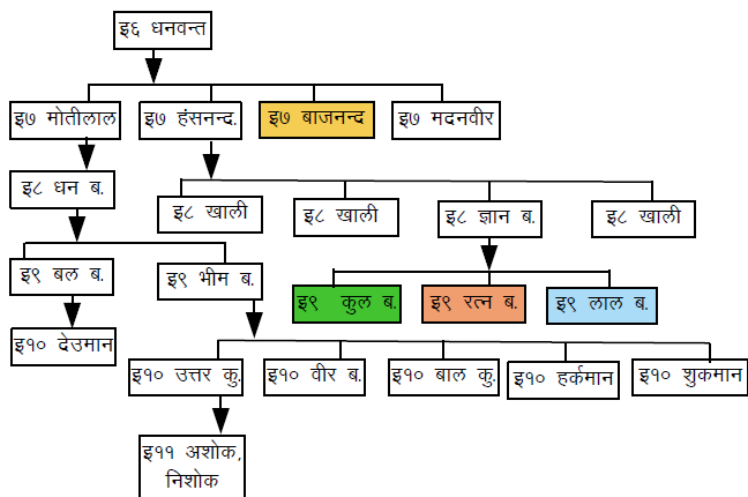 इ६ धनवन्त
इ७ मोतीलाल
इ७ हंसनन्द.
इ७ बाजनन्द
इ७ मदनवीर
इ८ धन ब.
इ८ खाली
इ८ खाली
इ८ ज्ञान ब.
इ८ खाली
इ९ बल ब.
इ९ भीम ब.
इ९ कुल ब.
इ९ रत्न ब.
इ९ लाल ब.
इ१० देउमान
इ१० उत्तर कु.
इ१० वीर ब.
इ१० बाल कु.
इ१० हर्कमान
इ१० शुकमान
इ११ अशोक,
निशोक